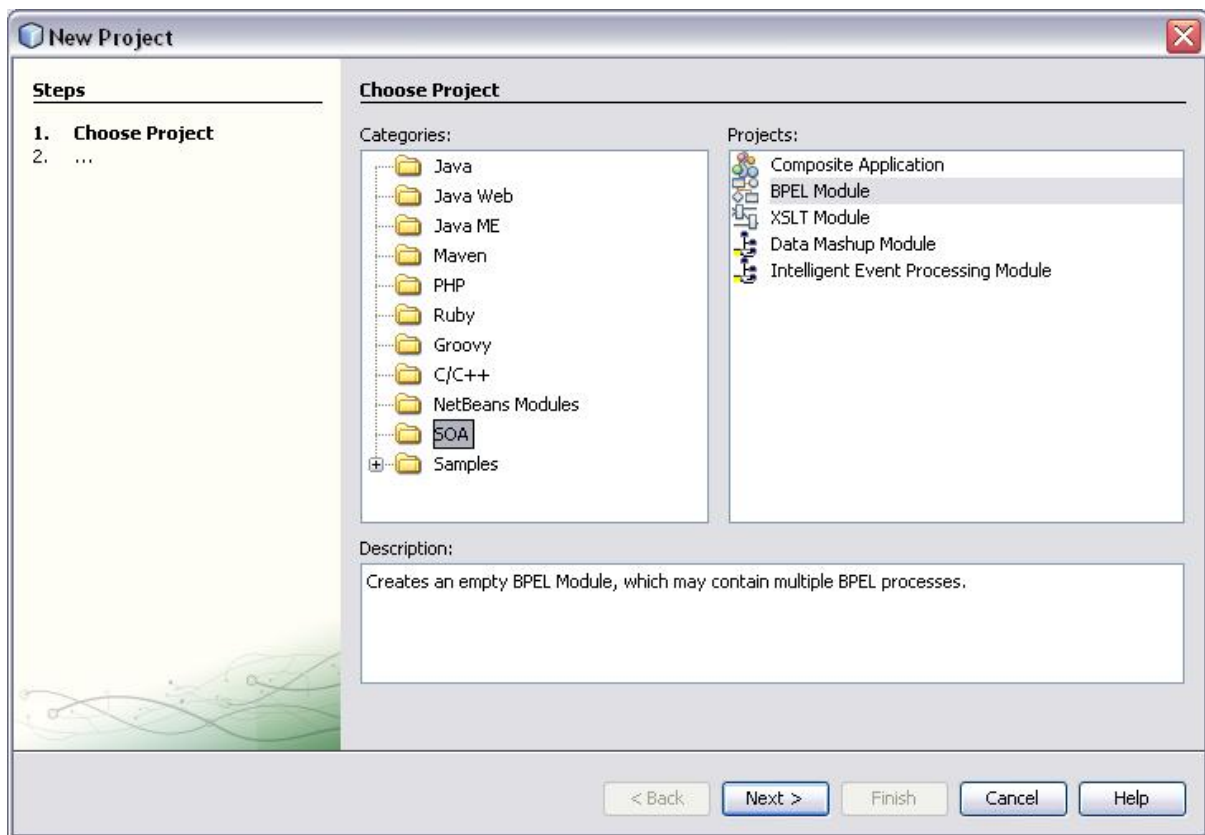 New Project
Steps
1. Choose Project
2. ...
Choose Project
Categories:
Java
Java Web
Java ME
Maven
PHP
Ruby
Groovy
C/C++
NetBeans Modules
SOA
Samples
Projects:
Composite Application
BPEL Module
XSLT Module
Data Mashup Module
Intelligent Event Processing Module
Description:
Creates an empty BPEL Module, which may contain multiple BPEL processes.
< Back
Next >
Finish
Cancel
Help